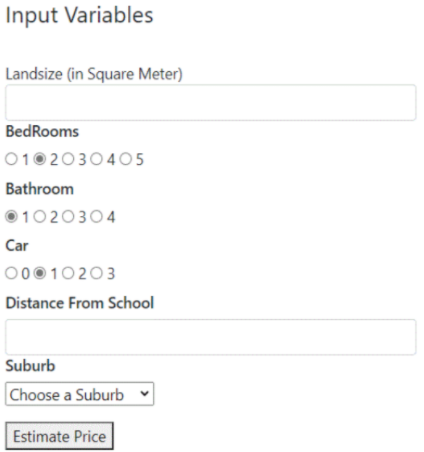 Input Variables
Landsize (in Square Meter)
BedRooms
1 2 3 4 5
Bathroom
1 2 3 4
Car
0 1 2 3
Distance From School
Suburb
Choose a Suburb
Estimate Price